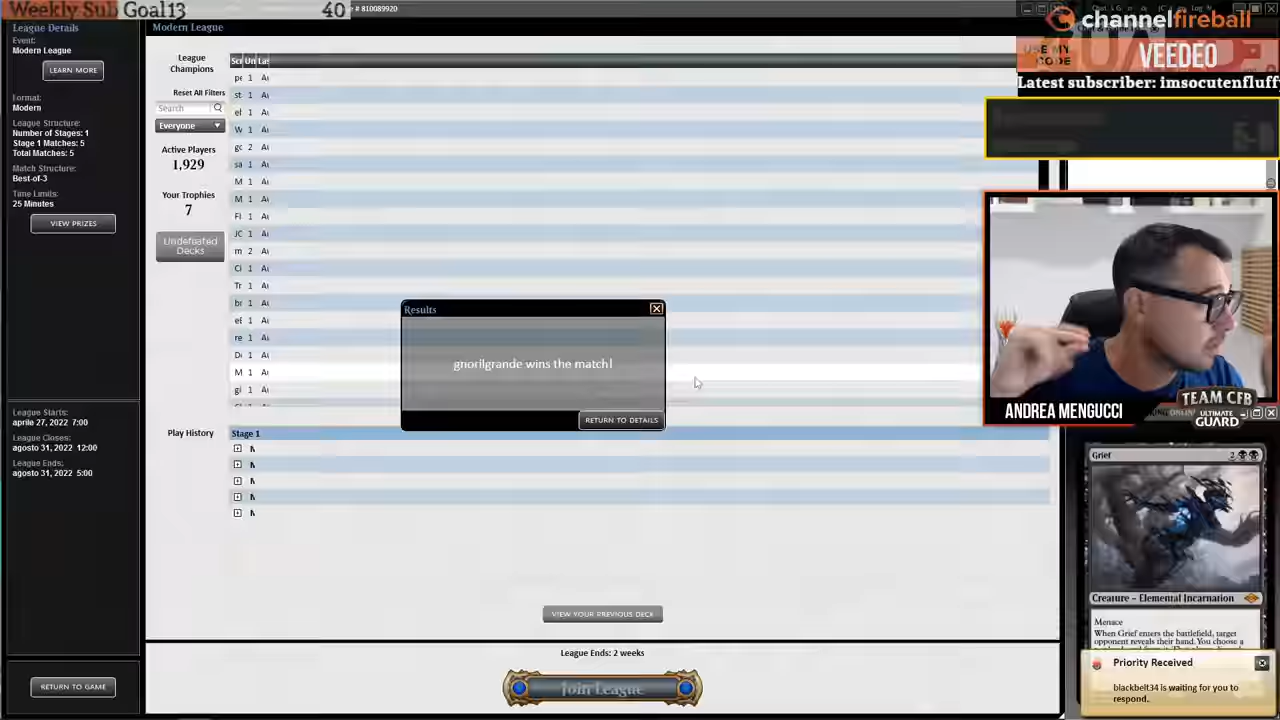 Weekly Sub Goal13 40
# 810089920
League Details
Event:
Modern League
LEARN MORE
Format:
Modern
League Structure:
Number of Stages: 1
Stage 1 Matches: 5
Total Matches: 5
Match Structure:
Best-of-3
Time Limits:
25 Minutes
VIEW PRIZES
League Starts:
aprile 27, 2022 7:00
League Closes:
agosto 31, 2022 12:00
League Ends:
agosto 31, 2022 5:00
RETURN TO GAME
Modern League
League
Champions
Reset All Filters
Search
Everyone
Active Players
1,929
Your Trophies
7
Undefeated
Decks
Results
gnorilgrande wins the match!
RETURN TO DETAILS
Play History
Stage 1
VIEW YOUR PREVIOUS DECK
League Ends: 2 weeks
Join League
channelfireball
USE MY
CODE
VEEDEO
Latest subscriber: imsocutenfluff
ANDREA MENGUCCI
TEAM CFB
ULTIMATE
GUARD
Grief 2
Creature – Elemental Incarnation
Menace
When Grief enters the battlefield, target
opponent reveals their hand. You choose a
Priority Received
blackbelt34 is waiting for you to
respond.